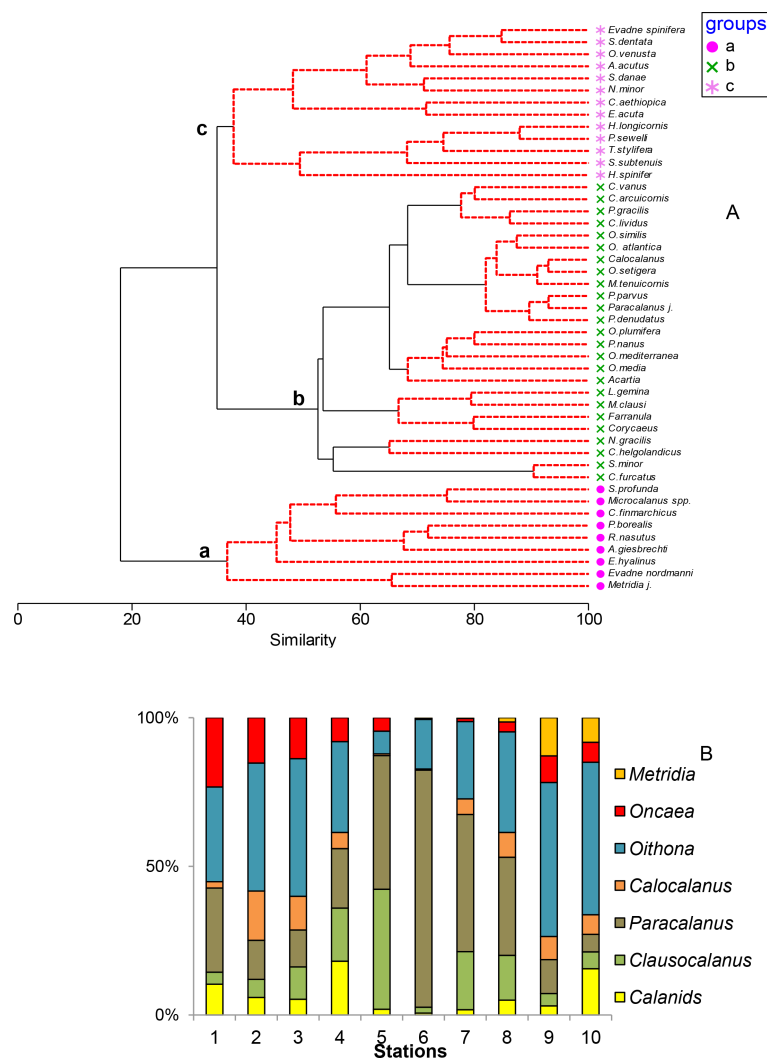 groups
a
b
c
Evadne spinifera
S.dentata
O.venusta
A.acutus
S.danae
N.minor
C.aethiopica
E.acuta
H.longicornis
P.sewelli
T.stylifera
S.subtenuis
H.spinifer
C.vanus
C.arcuicornis
P.gracilis
C.lividus
O.similis
O. atlantica
Calocalanus
O.setigera
M.tenuicornis
P.parvus
Paracalanus j.
P.denudatus
O.plumifera
P.nanus
O.mediterranea
O.media
Acartia
L.gemina
M.clausi
Farranula
Corycaeus
N.gracilis
C.helgolandicus
S.minor
C.furcatus
S.profunda
Microcalanus spp.
C.finmarchicus
P.borealis
R.nasutus
A.giesbrechti
E.hyalinus
Evadne nordmanni
Metridia j.
c
b
a
A
0 20 40 60 80 100
Similarity
B
100%
50%
0%
Metridia
Oncaea
Oithona
Calocalanus
Paracalanus
Clausocalanus
Calanids
1 2 3 4 5 6 7 8 9 10
Stations